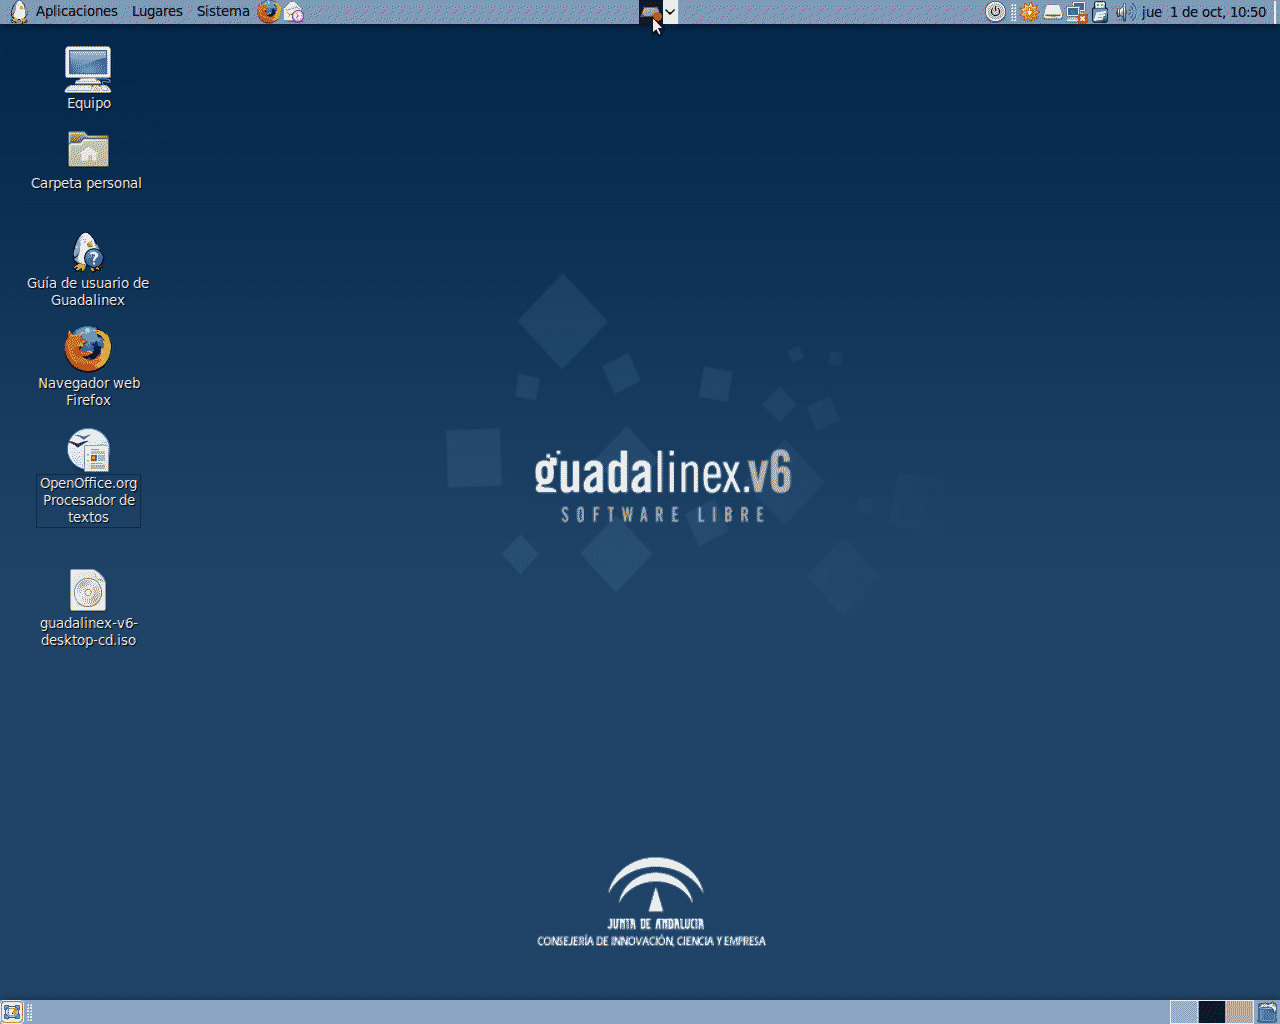 Aplicaciones Lugares Sistema jue 1 de oct, 10:50
Equipo
Carpeta personal
Guía de usuario de
Guadalinex
Navegador web
Firefox
OpenOffice.org
Procesador de
textos
guadalinex-v6-
desktop-cd.iso
guadalinex.v6
SOFTWARE LIBRE
JUNTA DE ANDALUCIA
CONSEJERÍA DE INNOVACIÓN, CIENCIA Y EMPRESA